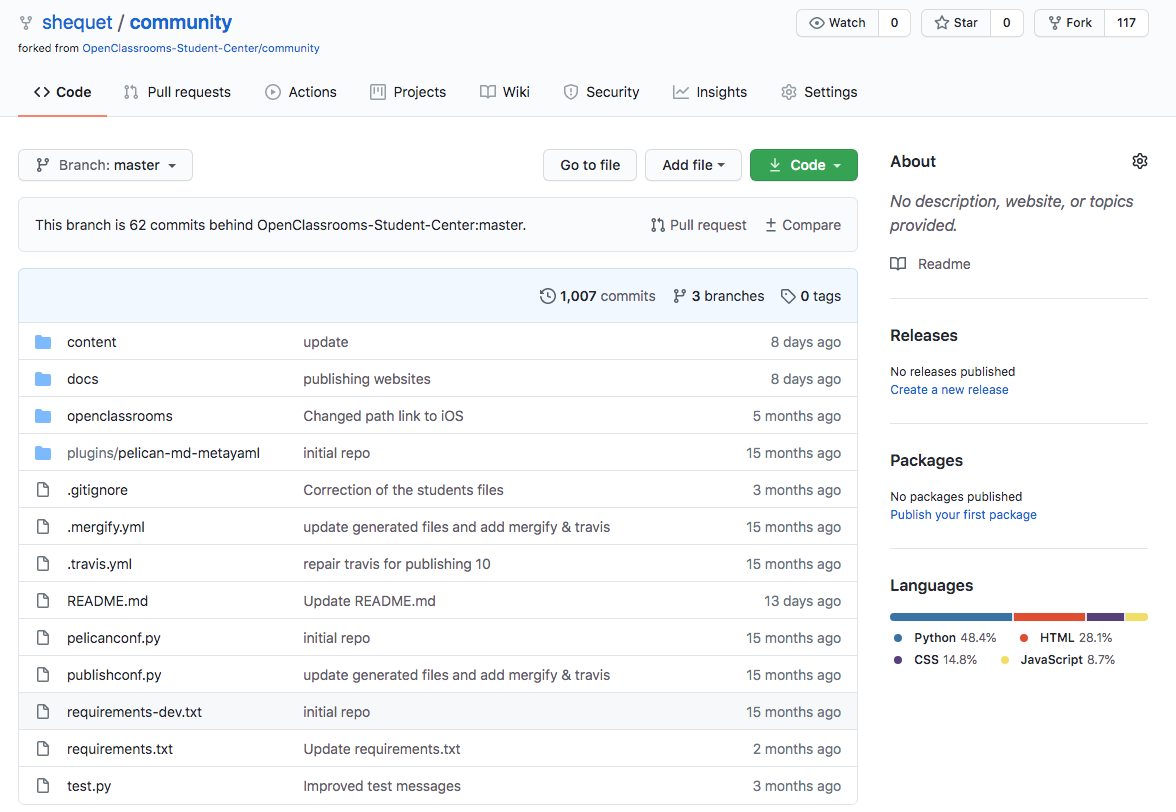 shequet / community
Watch 0 Star 0 Fork 117
forked from OpenClassrooms-Student-Center/community
Code Pull requests Actions Projects Wiki Security Insights Settings
Branch: master Go to file Add file Code
This branch is 62 commits behind OpenClassrooms-Student-Center:master. Pull request Compare
1,007 commits 3 branches 0 tags
content update 8 days ago
docs publishing websites 8 days ago
openclassrooms Changed path link to iOS 5 months ago
plugins/pelican-md-metayaml initial repo 15 months ago
.gitignore Correction of the students files 3 months ago
.mergify.yml update generated files and add mergify & travis 15 months ago
.travis.yml repair travis for publishing 10 15 months ago
README.md Update README.md 13 days ago
pelicanconf.py initial repo 15 months ago
publishconf.py update generated files and add mergify & travis 15 months ago
requirements-dev.txt initial repo 15 months ago
requirements.txt Update requirements.txt 2 months ago
test.py Improved test messages 3 months ago
About
No description, website, or topics
provided.
Readme
Releases
No releases published
Create a new release
Packages
No packages published
Publish your first package
Languages
Python 48.4% HTML 28.1%
CSS 14.8% JavaScript 8.7%